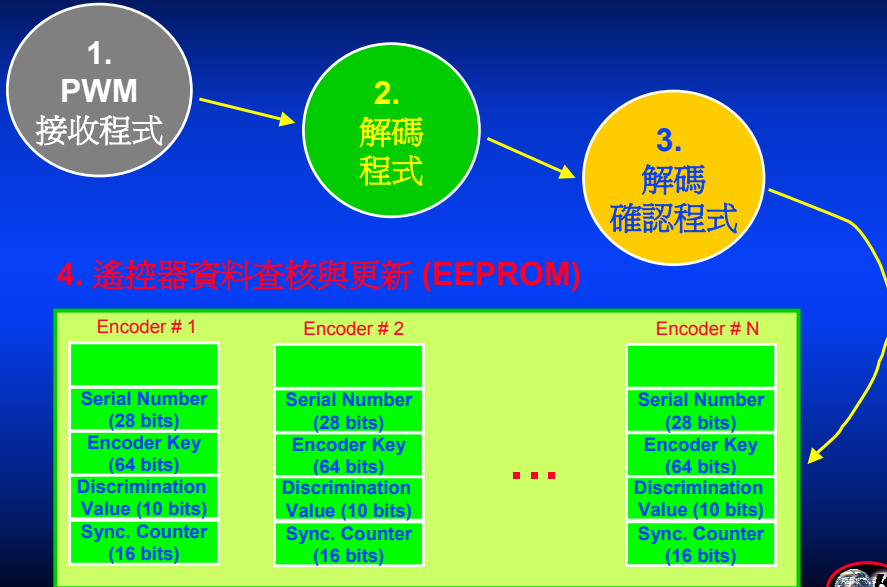 1.
PWM
接收程式
2.
解碼
程式
3.
解碼
確認程式
4. 遙控器資料查核與更新 (EEPROM)
Encoder # 1
Serial Number
(28 bits)
Encoder Key
(64 bits)
Discrimination
Value (10 bits)
Sync. Counter
(16 bits)
Encoder # 2
Serial Number
(28 bits)
Encoder Key
(64 bits)
Discrimination
Value (10 bits)
Sync. Counter
(16 bits)
...
Encoder # N
Serial Number
(28 bits)
Encoder Key
(64 bits)
Discrimination
Value (10 bits)
Sync. Counter
(16 bits)